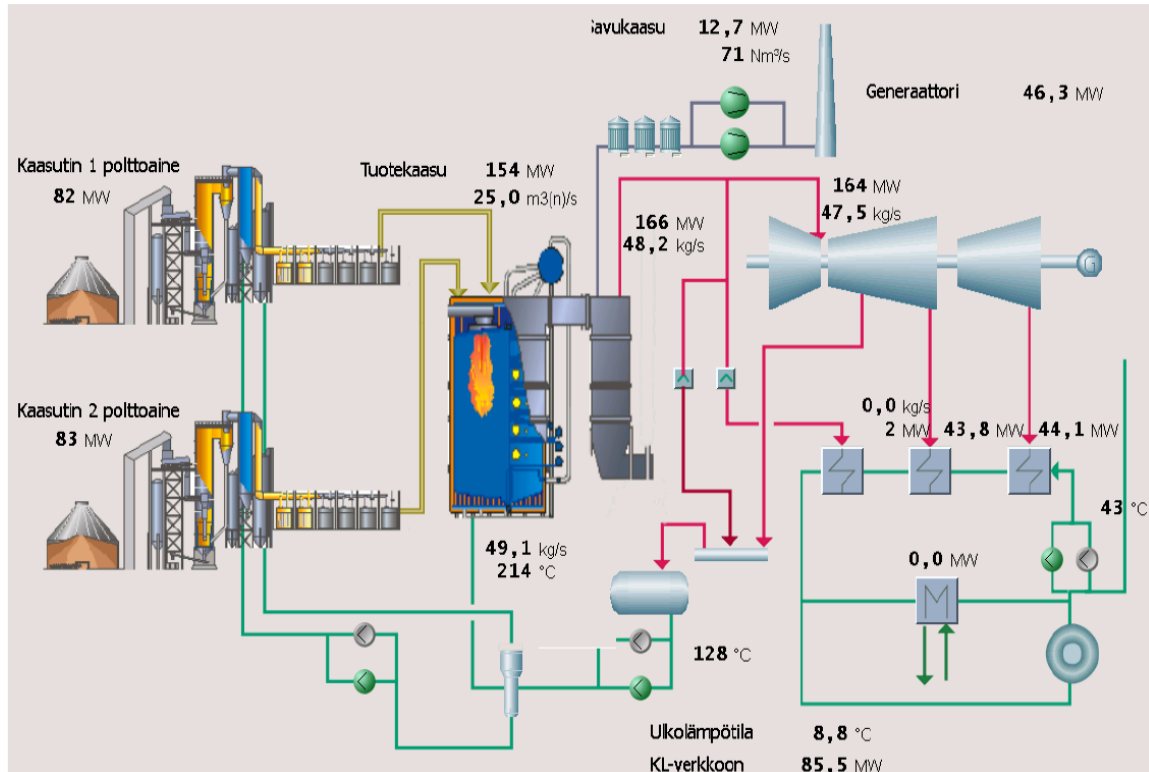 Savukaasu 12,7 MW
71 Nm³/s
Generaattori 46,3 MW
Kaasutin 1 polttoaine
82 MW
Tuotekaasu 154 MW
25,0 m3(n)/s
166 MW
48,2 kg/s
164 MW
47,5 kg/s
G
Kaasutin 2 polttoaine
83 MW
0,0 kg/s
2 MW 43,8 MW 44,1 MW
43 °C
49,1 kg/s
214 °C
0,0 MW
M
128 °C
Ulkolämpötila 8,8 °C
KL-verkkoon 85,5 MW